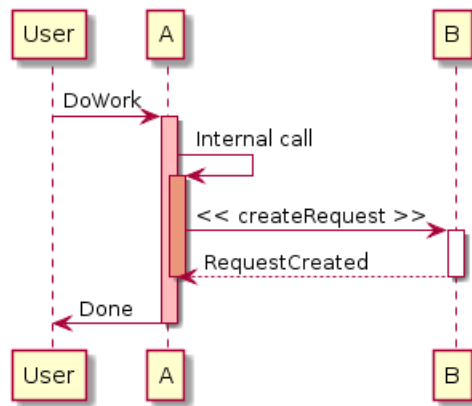 User A B
DoWork
Internal call
<< createRequest >>
RequestCreated
Done
User A B